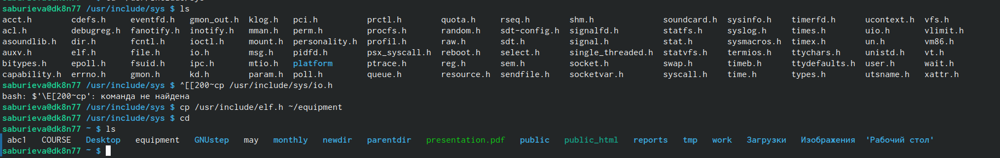 saburieva@dk8n77 /usr/include/sys $ ls
acct.h cdefs.h eventfd.h gmon_out.h klog.h pci.h prctl.h quota.h rseq.h shm.h soundcard.h sysinfo.h timerfd.h ucontext.h vfs.h
acl.h debugreg.h fanotify.h inotify.h mman.h perm.h procfs.h random.h sdt-config.h signalfd.h statfs.h syslog.h times.h uio.h vlimit.h
asoundlib.h dir.h fcntl.h ioctl.h mount.h personality.h profil.h raw.h sdt.h signal.h stat.h sysmacros.h timex.h un.h vm86.h
auxv.h elf.h file.h io.h msg.h pidfd.h psx_syscall.h reboot.h select.h single_threaded.h statvfs.h termios.h ttychars.h unistd.h vt.h
bitypes.h epoll.h fsuid.h ipc.h mtio.h platform ptrace.h reg.h sem.h socket.h swap.h timeb.h ttydefaults.h user.h wait.h
capability.h errno.h gmon.h kd.h param.h poll.h queue.h resource.h sendfile.h socketvar.h syscall.h time.h types.h utsname.h xattr.h
saburieva@dk8n77 /usr/include/sys $ ^[[200~cp /usr/include/sys/io.h
bash: $'\E[200~cp': команда не найдена
saburieva@dk8n77 /usr/include/sys $ cp /usr/include/elf.h ~/equipment
saburieva@dk8n77 /usr/include/sys $ cd
saburieva@dk8n77 ~ $ ls
abc1 COURSE Desktop equipment GNUstep may monthly newdir parentdir presentation.pdf public public_html reports tmp work Загрузки Изображения 'Рабочий стол'
saburieva@dk8n77 ~ $